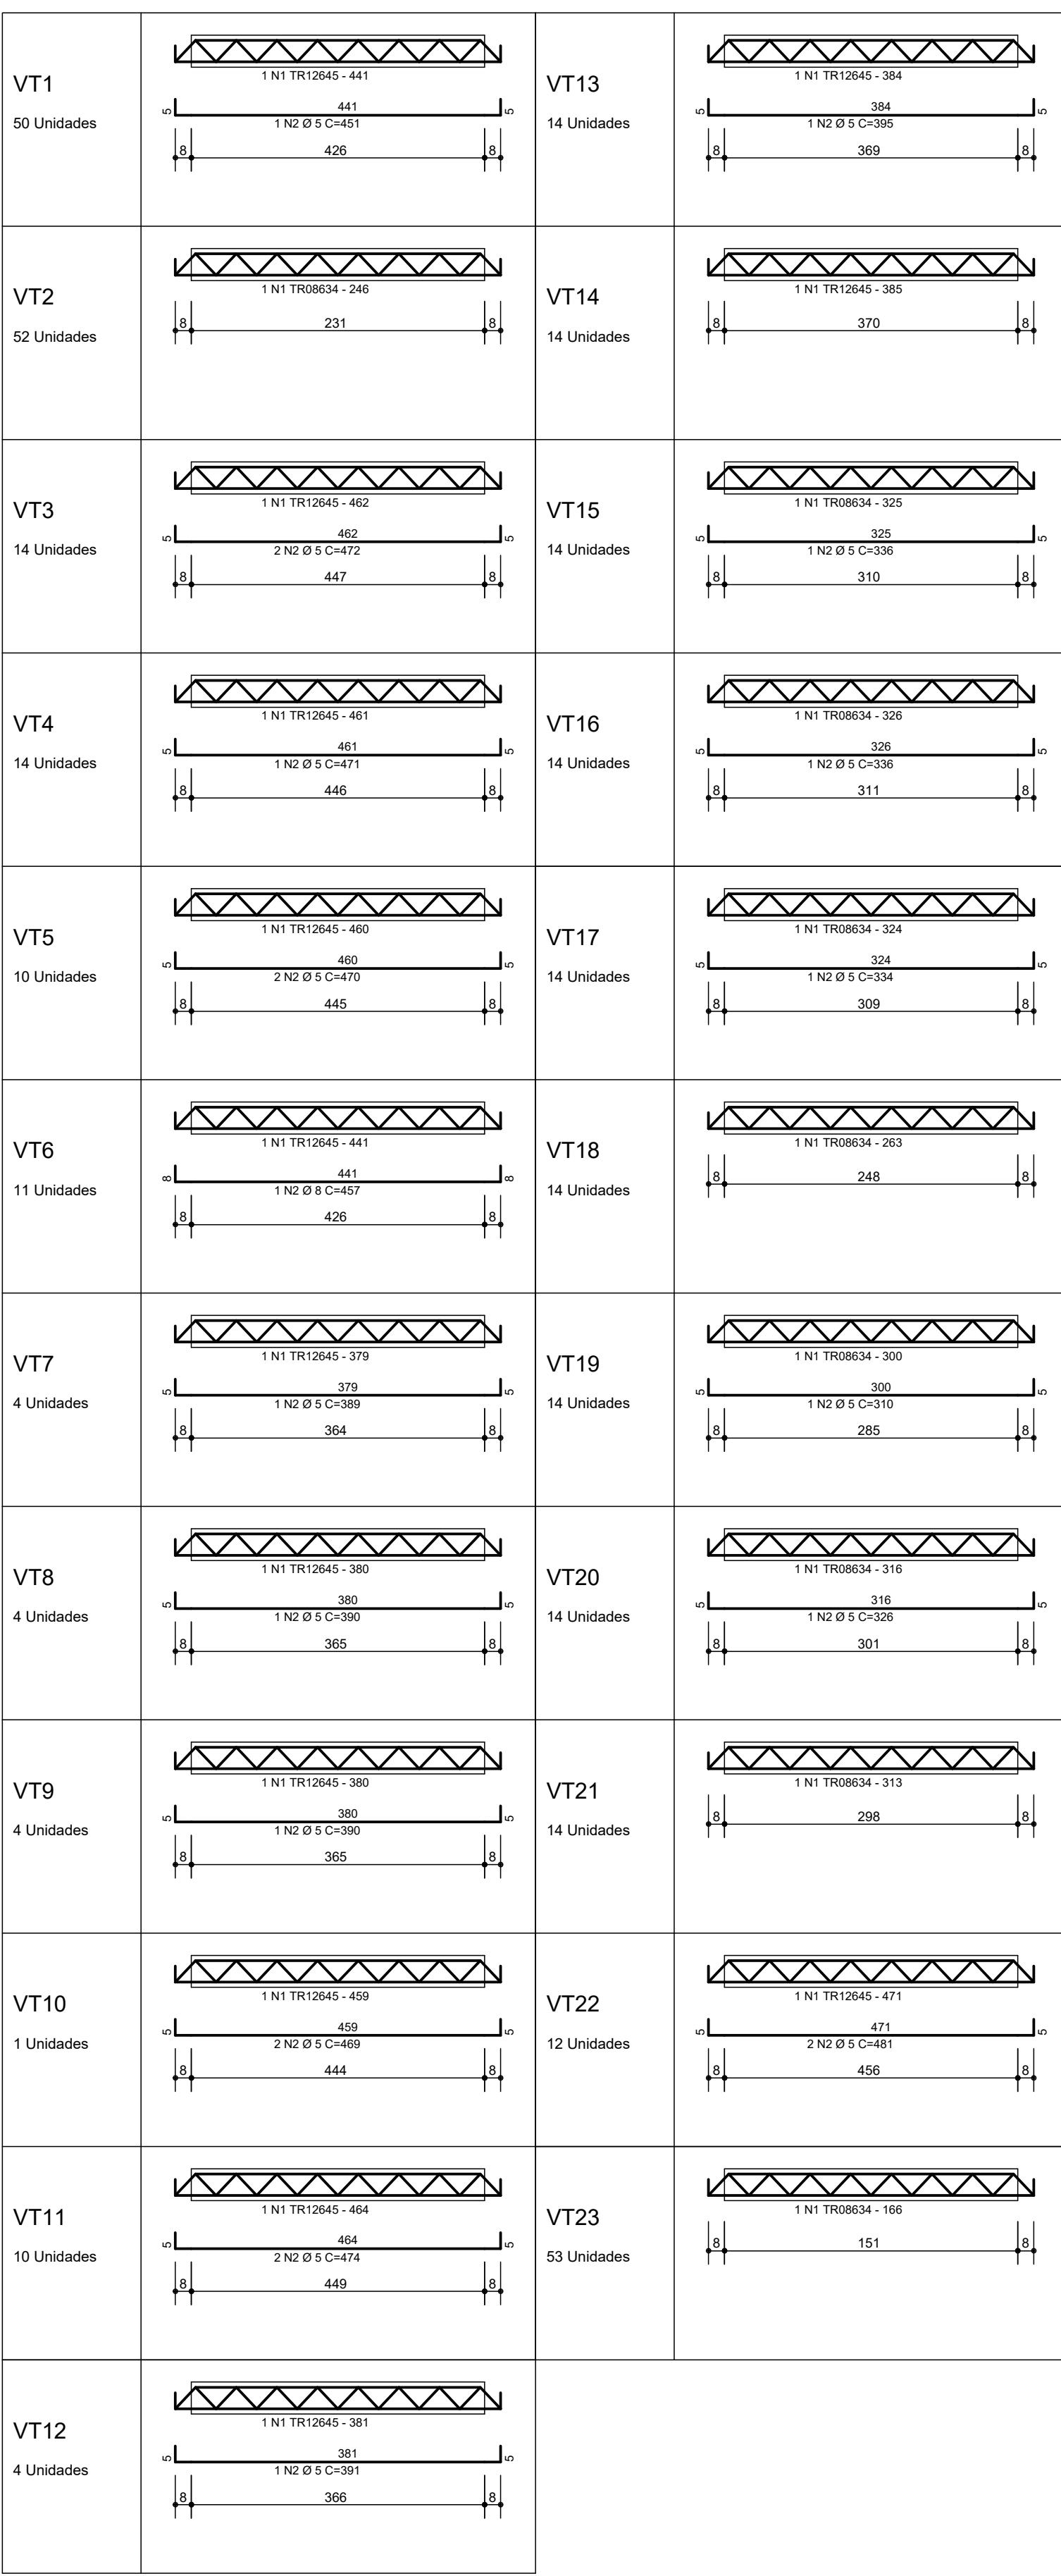 VT1
50 Unidades
1 N1 TR12645 - 441
5
441
5
1 N2 Ø 5 C=451
8
426
8
VT13
14 Unidades
1 N1 TR12645 - 384
5
384
5
1 N2 Ø 5 C=395
8
369
8
VT2
52 Unidades
1 N1 TR08634 - 246
8
231
8
VT14
14 Unidades
1 N1 TR12645 - 385
8
370
8
VT3
14 Unidades
1 N1 TR12645 - 462
5
462
5
2 N2 Ø 5 C=472
8
447
8
VT15
14 Unidades
1 N1 TR08634 - 325
5
325
5
1 N2 Ø 5 C=336
8
310
8
VT4
14 Unidades
1 N1 TR12645 - 461
5
461
5
1 N2 Ø 5 C=471
8
446
8
VT16
14 Unidades
1 N1 TR08634 - 326
5
326
5
1 N2 Ø 5 C=336
8
311
8
VT5
10 Unidades
1 N1 TR12645 - 460
5
460
5
2 N2 Ø 5 C=470
8
445
8
VT17
14 Unidades
1 N1 TR08634 - 324
5
324
5
1 N2 Ø 5 C=334
8
309
8
VT6
11 Unidades
1 N1 TR12645 - 441
8
441
8
1 N2 Ø 8 C=457
8
426
8
VT18
14 Unidades
1 N1 TR08634 - 263
8
248
8
VT7
4 Unidades
1 N1 TR12645 - 379
5
379
5
1 N2 Ø 5 C=389
8
364
8
VT19
14 Unidades
1 N1 TR08634 - 300
5
300
5
1 N2 Ø 5 C=310
8
285
8
VT8
4 Unidades
1 N1 TR12645 - 380
5
380
5
1 N2 Ø 5 C=390
8
365
8
VT20
14 Unidades
1 N1 TR08634 - 316
5
316
5
1 N2 Ø 5 C=326
8
301
8
VT9
4 Unidades
1 N1 TR12645 - 380
5
380
5
1 N2 Ø 5 C=390
8
365
8
VT21
14 Unidades
1 N1 TR08634 - 313
8
298
8
VT10
1 Unidades
1 N1 TR12645 - 459
5
459
5
2 N2 Ø 5 C=469
8
444
8
VT22
12 Unidades
1 N1 TR12645 - 471
5
471
5
2 N2 Ø 5 C=481
8
456
8
VT11
10 Unidades
1 N1 TR12645 - 464
5
464
5
2 N2 Ø 5 C=474
8
449
8
VT23
53 Unidades
1 N1 TR08634 - 166
8
151
8
VT12
4 Unidades
1 N1 TR12645 - 381
5
381
5
1 N2 Ø 5 C=391
8
366
8